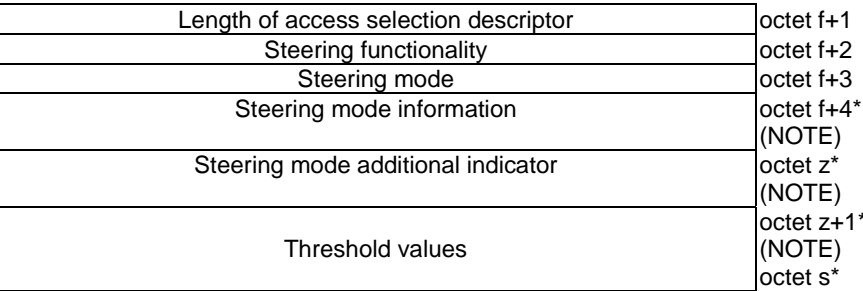 Length of access selection descriptor octet f+1
Steering functionality octet f+2
Steering mode octet f+3
Steering mode information octet f+4*
(NOTE)
Steering mode additional indicator octet z*
(NOTE)
octet z+1*
Threshold values (NOTE)
octet s*